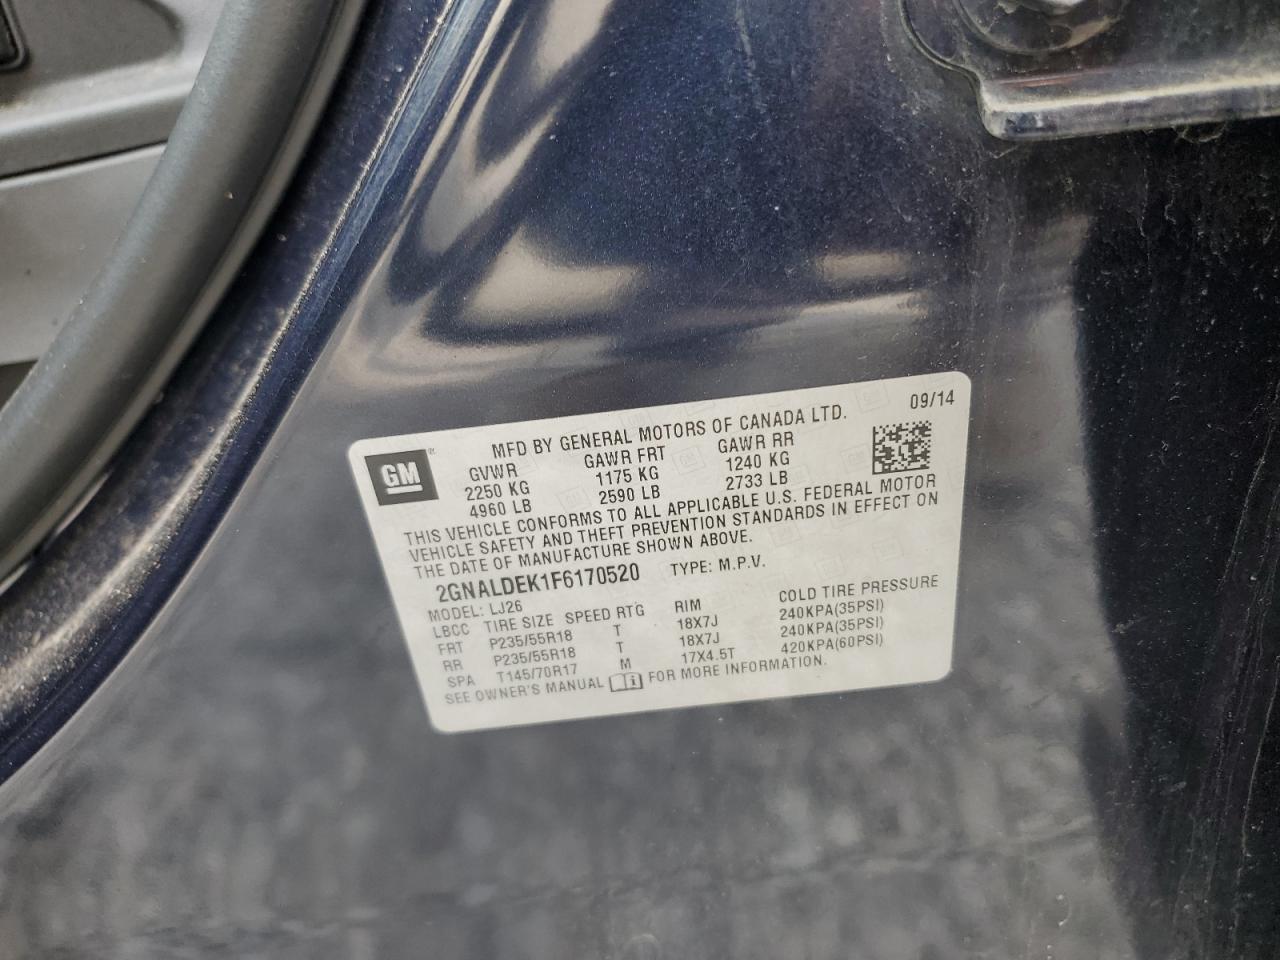 09/14
MFD BY GENERAL MOTORS OF CANADA LTD.
GM
GVWR GAWR FRT GAWR RR
2250 KG 1175 KG 1240 KG
4960 LB 2590 LB 2733 LB
THIS VEHICLE CONFORMS TO ALL APPLICABLE U.S. FEDERAL MOTOR
VEHICLE SAFETY AND THEFT PREVENTION STANDARDS IN EFFECT ON
THE DATE OF MANUFACTURE SHOWN ABOVE.
2GNALDEK1F6170520 TYPE: M.P.V.
MODEL: LJ26
LBCC TIRE SIZE SPEED RTG RIM COLD TIRE PRESSURE
FRT P235/55R18 T 18X7J 240KPA(35PSI)
RR P235/55R18 T 18X7J 240KPA(35PSI)
SPA T145/70R17 M 17X4.5T 420KPA(60PSI)
SEE OWNER'S MANUAL FOR MORE INFORMATION.